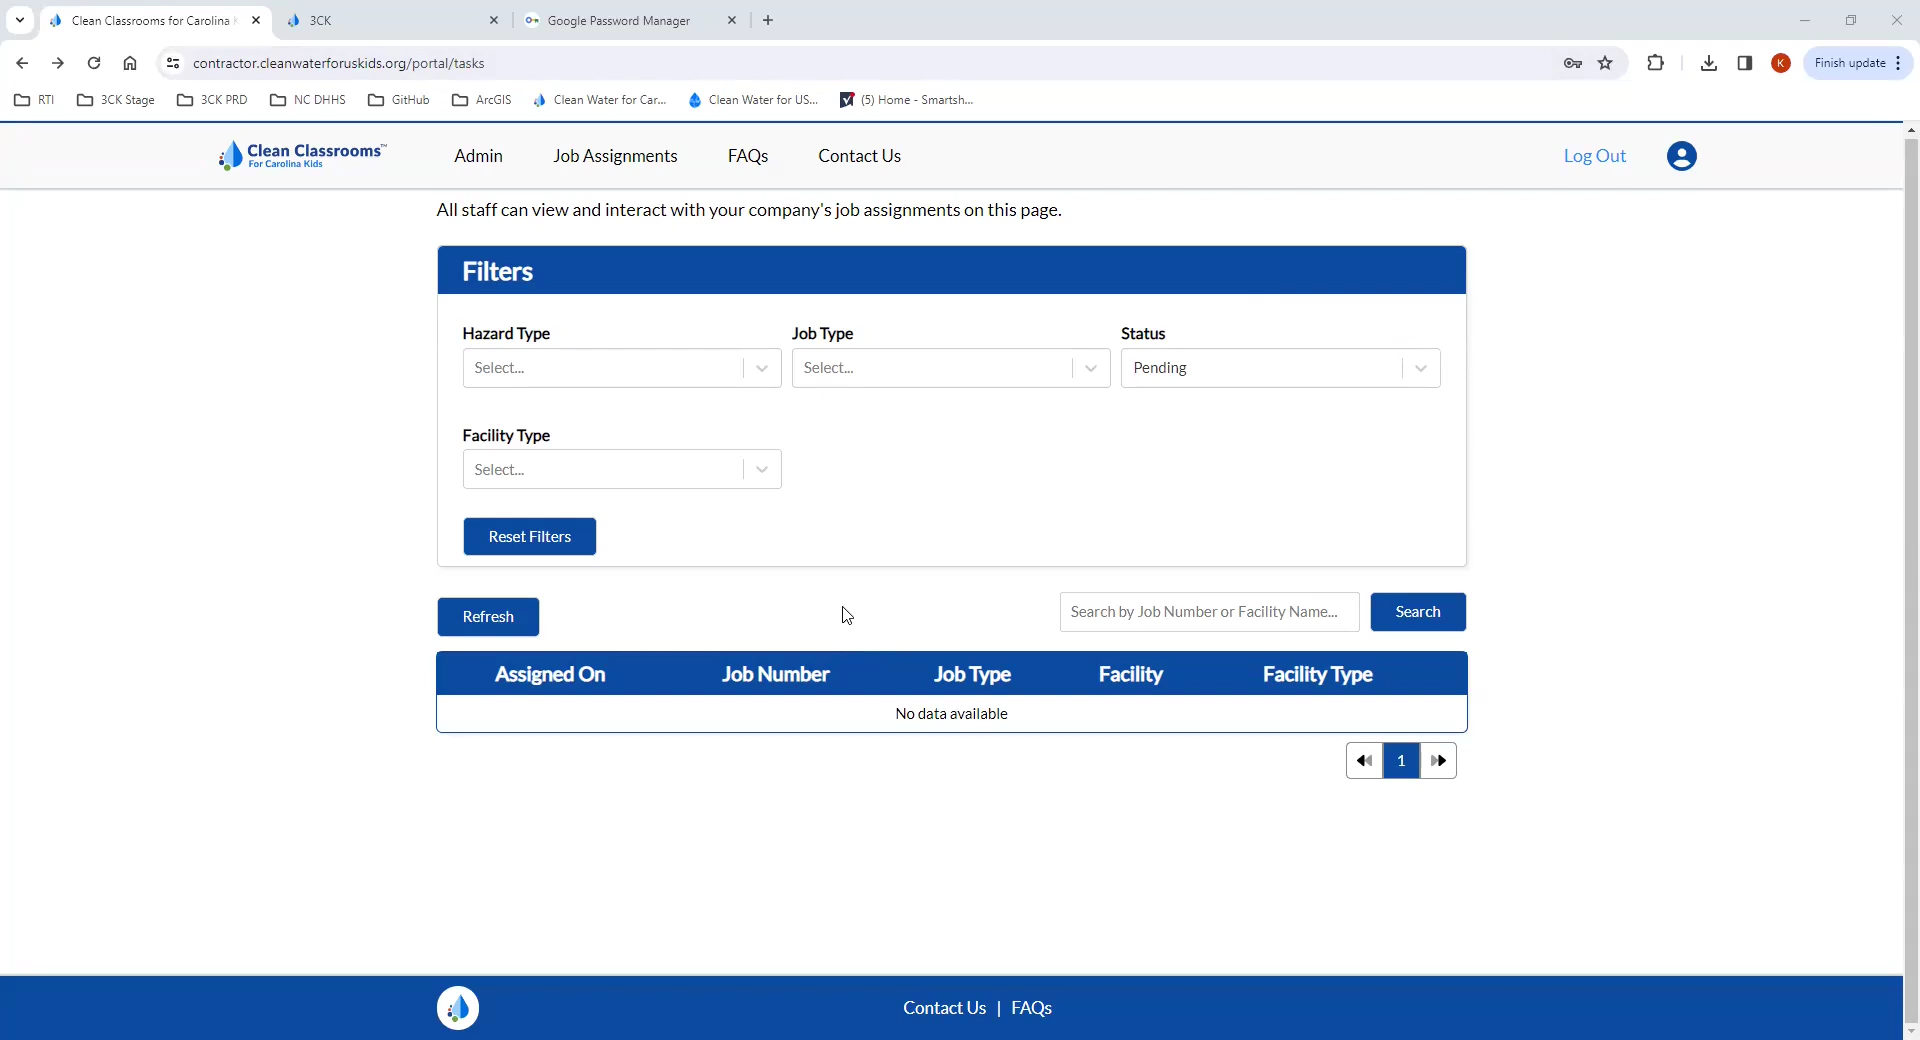 Clean Classrooms for Carolina
3CK
Google Password Manager
contractor.cleanwaterforuskids.org/portal/tasks
K
Finish update
RTI
3CK Stage
3CK PRD
NC DHHS
GitHub
ArcGIS
Clean Water for Car...
Clean Water for US...
(5) Home - Smartsh...
Clean Classrooms™
For Carolina Kids
Admin
Job Assignments
FAQs
Contact Us
Log Out
All staff can view and interact with your company's job assignments on this page.
Filters
Hazard Type
Job Type
Status
Select...
Select...
Pending
Facility Type
Select...
Reset Filters
Refresh
Search by Job Number or Facility Name...
Search
Assigned On
Job Number
Job Type
Facility
Facility Type
No data available
1
Contact Us | FAQs